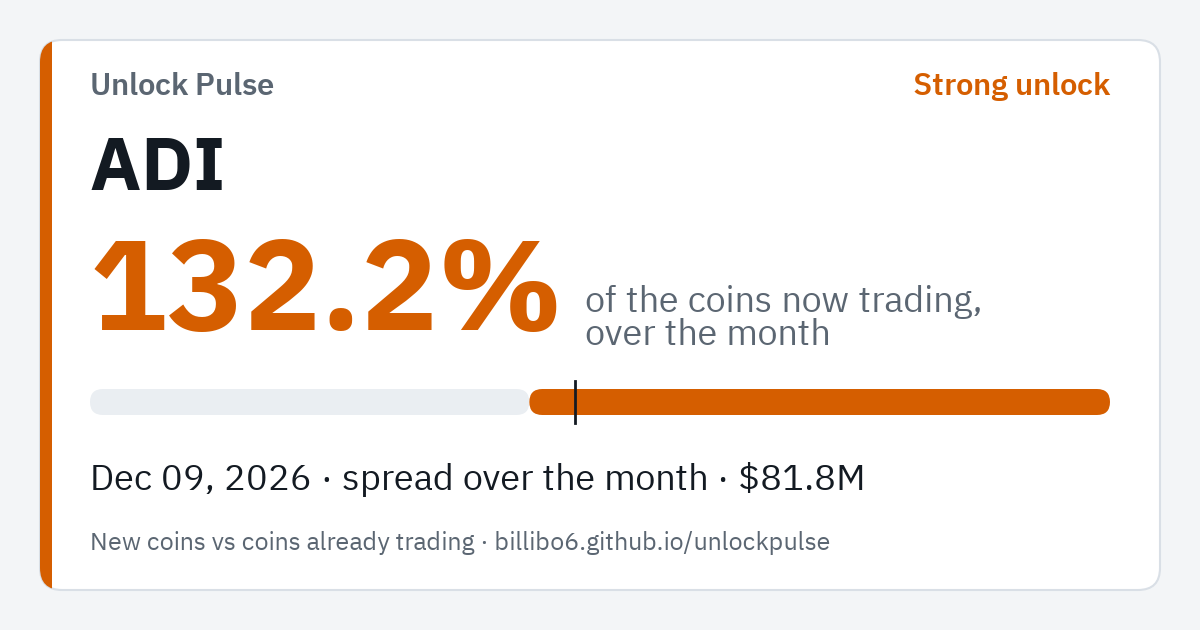 Unlock Pulse
Strong unlock
ADI
132.2%
of the coins now trading,
over the month
Dec 09, 2026 · spread over the month · $81.8M
New coins vs coins already trading · billibo6.github.io/unlockpulse